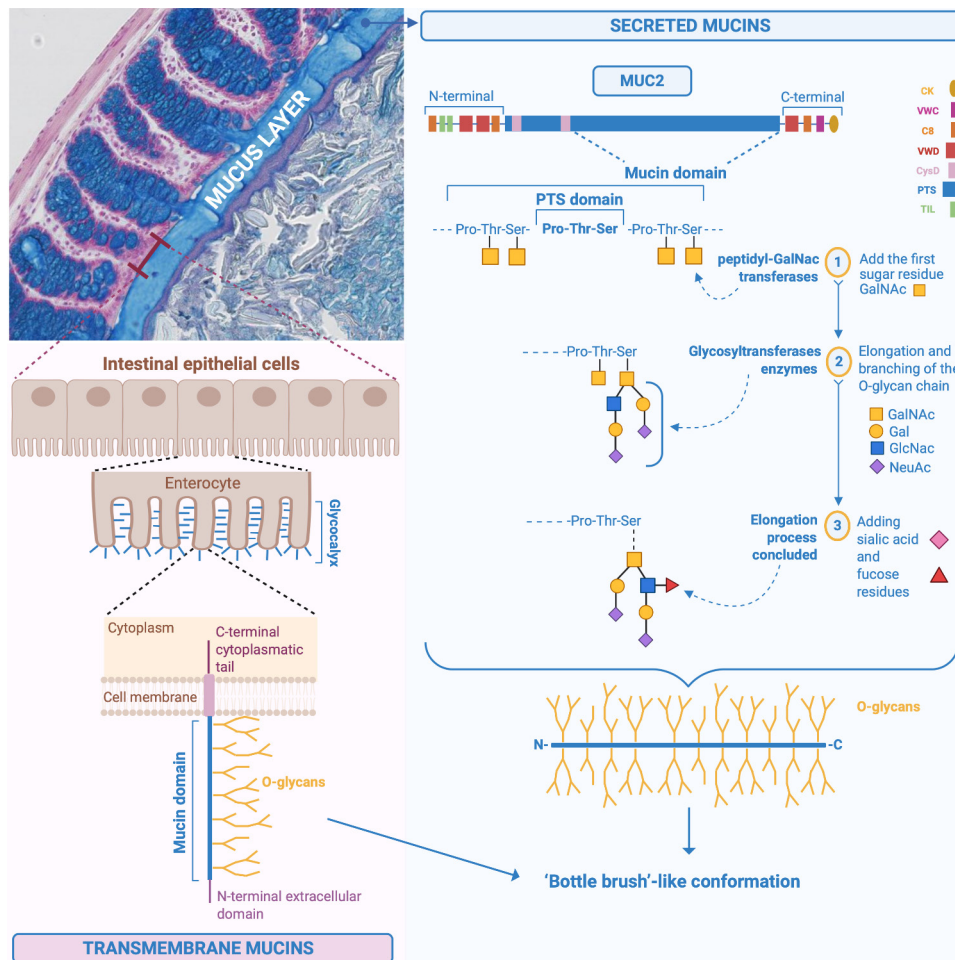 SECRETED MUCINS
MUCUS LAYER
MUC2
N-terminal
C-terminal
CK
VWC
C8
VWD
CysD
PTS
TIL
Mucin domain
PTS domain
Pro-Thr-Ser-
Pro-Thr-Ser
-Pro-Thr-Ser
peptidyl-GalNac
transferases
1
Add the first
sugar residue
GalNAc
-Pro-Thr-Ser
Glycosyltransferases
enzymes
2
Elongation and
branching of the
O-glycan chain
GalNAc
Gal
GlcNac
NeuAc
-Pro-Thr-Ser
Elongation
process
concluded
3
Adding
sialic acid
and
fucose
residues
O-glycans
N-
-C
'Bottle brush'-like conformation
Intestinal epithelial cells
Enterocyte
Glycocalyx
Cytoplasm
C-terminal
cytoplasmatic
tail
Cell membrane
Mucin domain
O-glycans
N-terminal extracellular
domain
TRANSMEMBRANE MUCINS